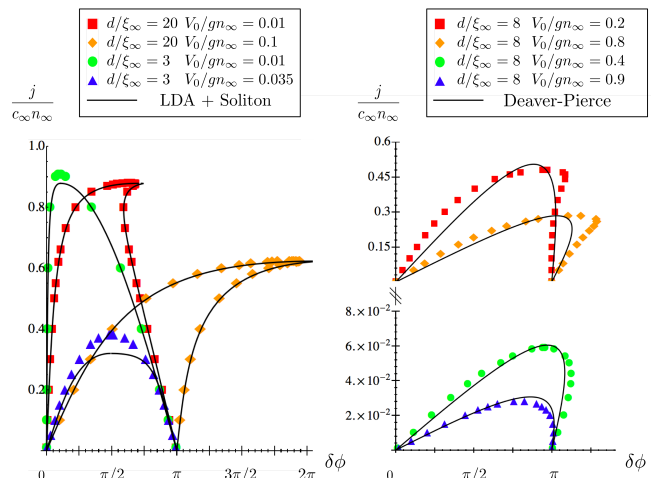 d/ξ∞ = 20 V₀/gn∞ = 0.01
d/ξ∞ = 20 V₀/gn∞ = 0.1
d/ξ∞ = 3 V₀/gn∞ = 0.01
d/ξ∞ = 3 V₀/gn∞ = 0.035
LDA + Soliton
j
c∞n∞
1.0
0.8
0.6
0.4
0.2
0 π/2 π 3π/2 2π
δϕ
d/ξ∞ = 8 V₀/gn∞ = 0.2
d/ξ∞ = 8 V₀/gn∞ = 0.8
d/ξ∞ = 8 V₀/gn∞ = 0.4
d/ξ∞ = 8 V₀/gn∞ = 0.9
Deaver-Pierce
j
c∞n∞
0.6
0.45
0.3
0.15
8.×10⁻²
6.×10⁻²
4.×10⁻²
2.×10⁻²
0 π/2 π
δϕ